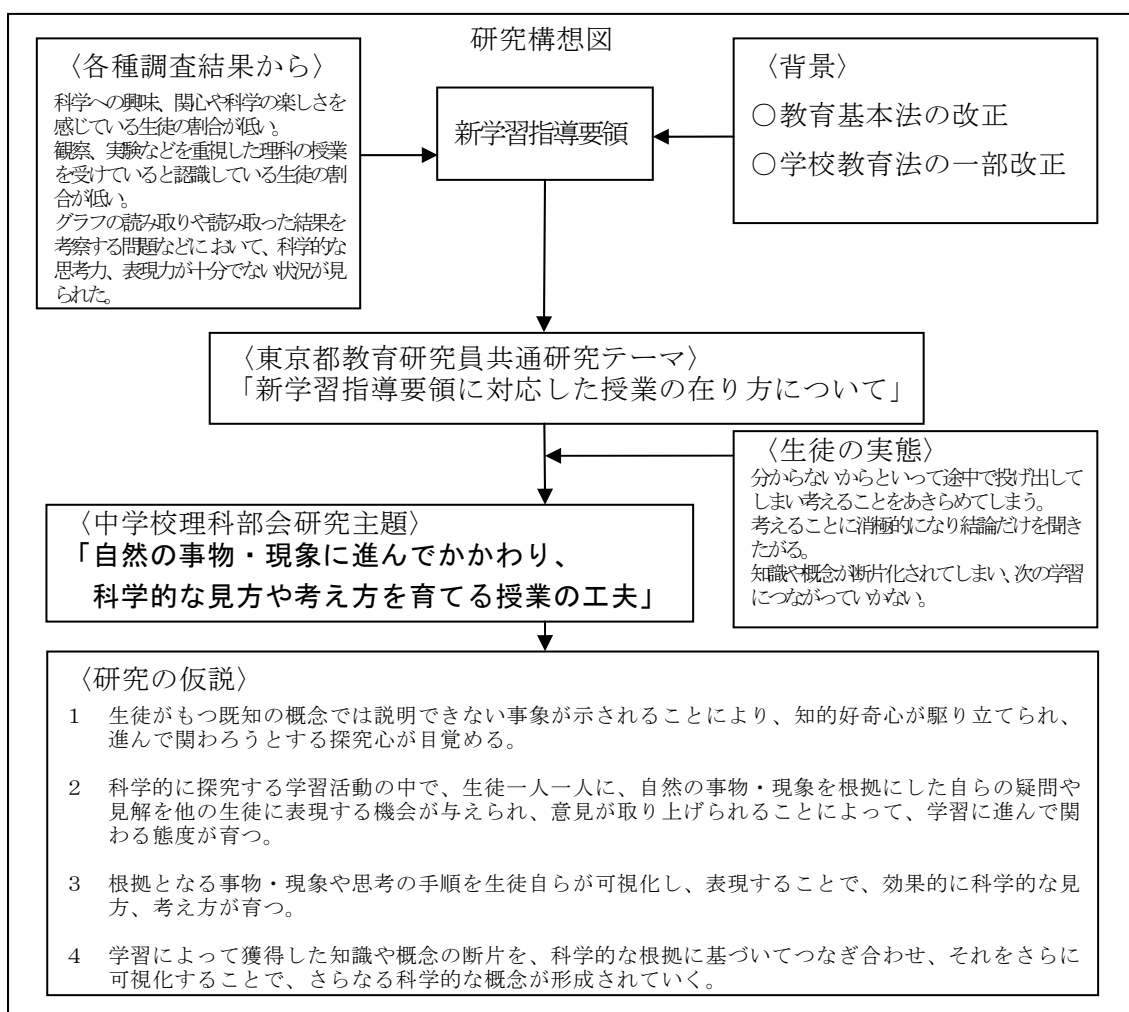 研究構想図
〈各種調査結果から〉
科学への興味、関心や科学の楽しさを
感じている生徒の割合が低い。
観察、実験などを重視した理科の授業
を受けていると認識している生徒の割
合が低い。
グラフの読み取りや読み取った結果を
考察する問題などにおいて、科学的な
思考力、表現力が十分でない状況が見
られた。
新学習指導要領
〈背景〉
○教育基本法の改正
○学校教育法の一部改正
〈東京都教育研究員共通研究テーマ〉
「新学習指導要領に対応した授業の在り方について」
〈生徒の実態〉
分からないからといって途中で投げ出して
しまい考えることをあきらめてしまう。
考えることに消極的になり結論だけを聞き
たがる。
知識や概念が断片化されてしまい、次の学習
につながっていかない。
〈中学校理科部会研究主題〉
「自然の事物・現象に進んでかかわり、
科学的な見方や考え方を育てる授業の工夫」
〈研究の仮説〉
1 生徒がもつ既知の概念では説明できない事象が示されることにより、知的好奇心が駆り立てられ、
進んで関わろうとする探究心が目覚める。
2 科学的に探究する学習活動の中で、生徒一人一人に、自然の事物・現象を根拠にした自らの疑問や
見解を他の生徒に表現する機会が与えられ、意見が取り上げられることによって、学習に進んで関
わる態度が育つ。
3 根拠となる事物・現象や思考の手順を生徒自らが可視化し、表現することで、効果的に科学的な見
方、考え方が育つ。
4 学習によって獲得した知識や概念の断片を、科学的な根拠に基づいてつなぎ合わせ、それをさらに
可視化することで、さらなる科学的な概念が形成されていく。